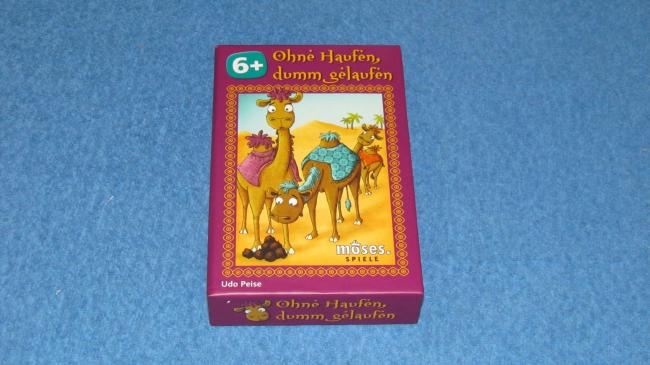 6+
Ohne Haufen,
dumm gelaufen
moses.
SPIELE
Udo Peise
Ohne Haufen,
dumm gelaufen